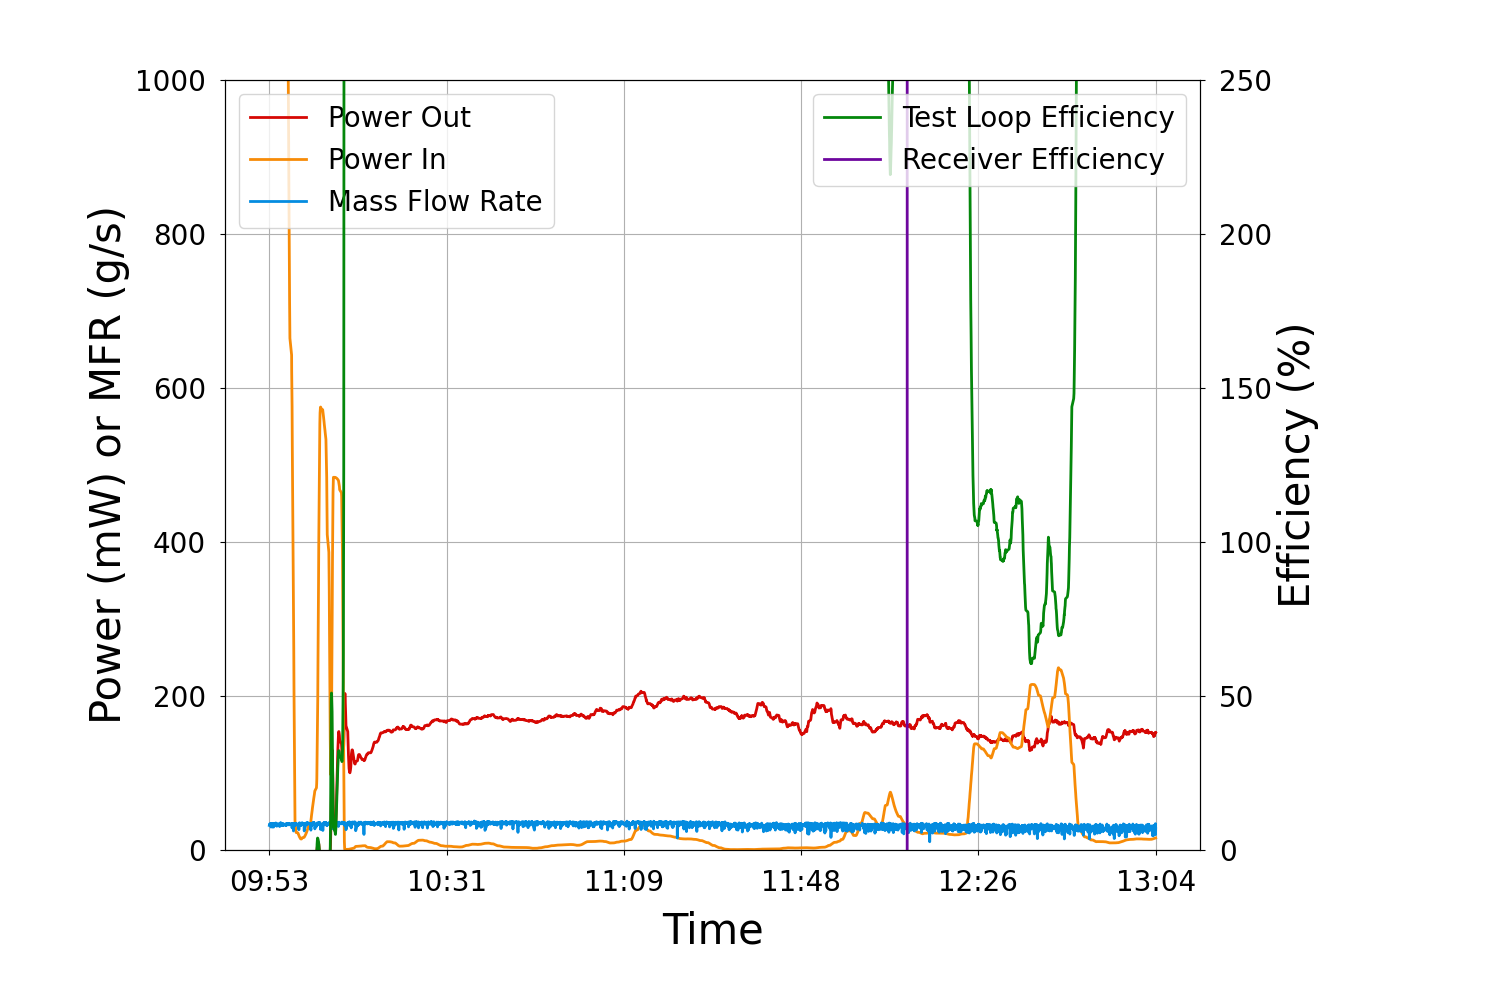 1000
800
600
400
200
0
Power (mW) or MFR (g/s)
Power Out
Power In
Mass Flow Rate
Test Loop Efficiency
Receiver Efficiency
250
200
150
100
50
0
Efficiency (%)
09:53 10:31 11:09 11:48 12:26 13:04
Time